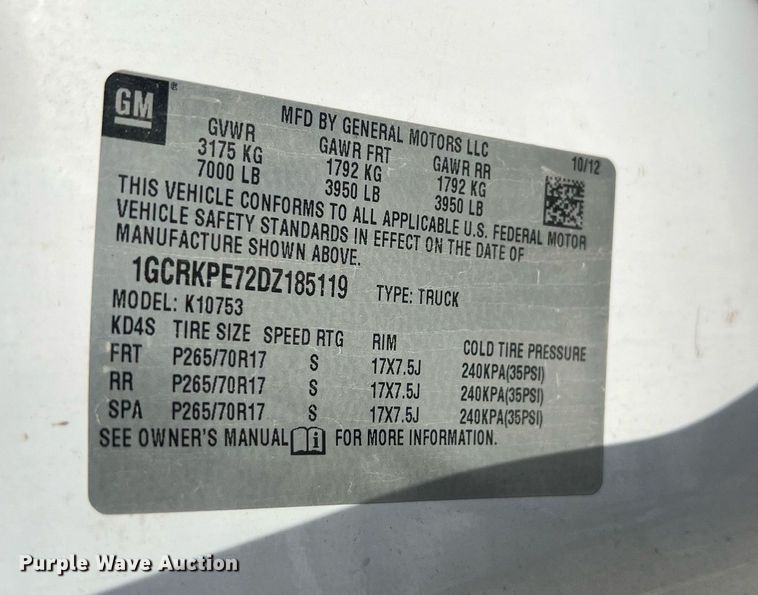 GM ®
MFD BY GENERAL MOTORS LLC
GVWR GAWR FRT GAWR RR 10/12
3175 KG 1792 KG 1792 KG
7000 LB 3950 LB 3950 LB
THIS VEHICLE CONFORMS TO ALL APPLICABLE U.S. FEDERAL MOTOR
VEHICLE SAFETY STANDARDS IN EFFECT ON THE DATE OF
MANUFACTURE SHOWN ABOVE.
1GCRKPE72DZ185119 TYPE: TRUCK
MODEL: K10753
KD4S TIRE SIZE SPEED RTG RIM COLD TIRE PRESSURE
FRT P265/70R17 S 17X7.5J 240KPA(35PSI)
RR P265/70R17 S 17X7.5J 240KPA(35PSI)
SPA P265/70R17 S 17X7.5J 240KPA(35PSI)
SEE OWNER'S MANUAL i FOR MORE INFORMATION.
Purple Wave Auction